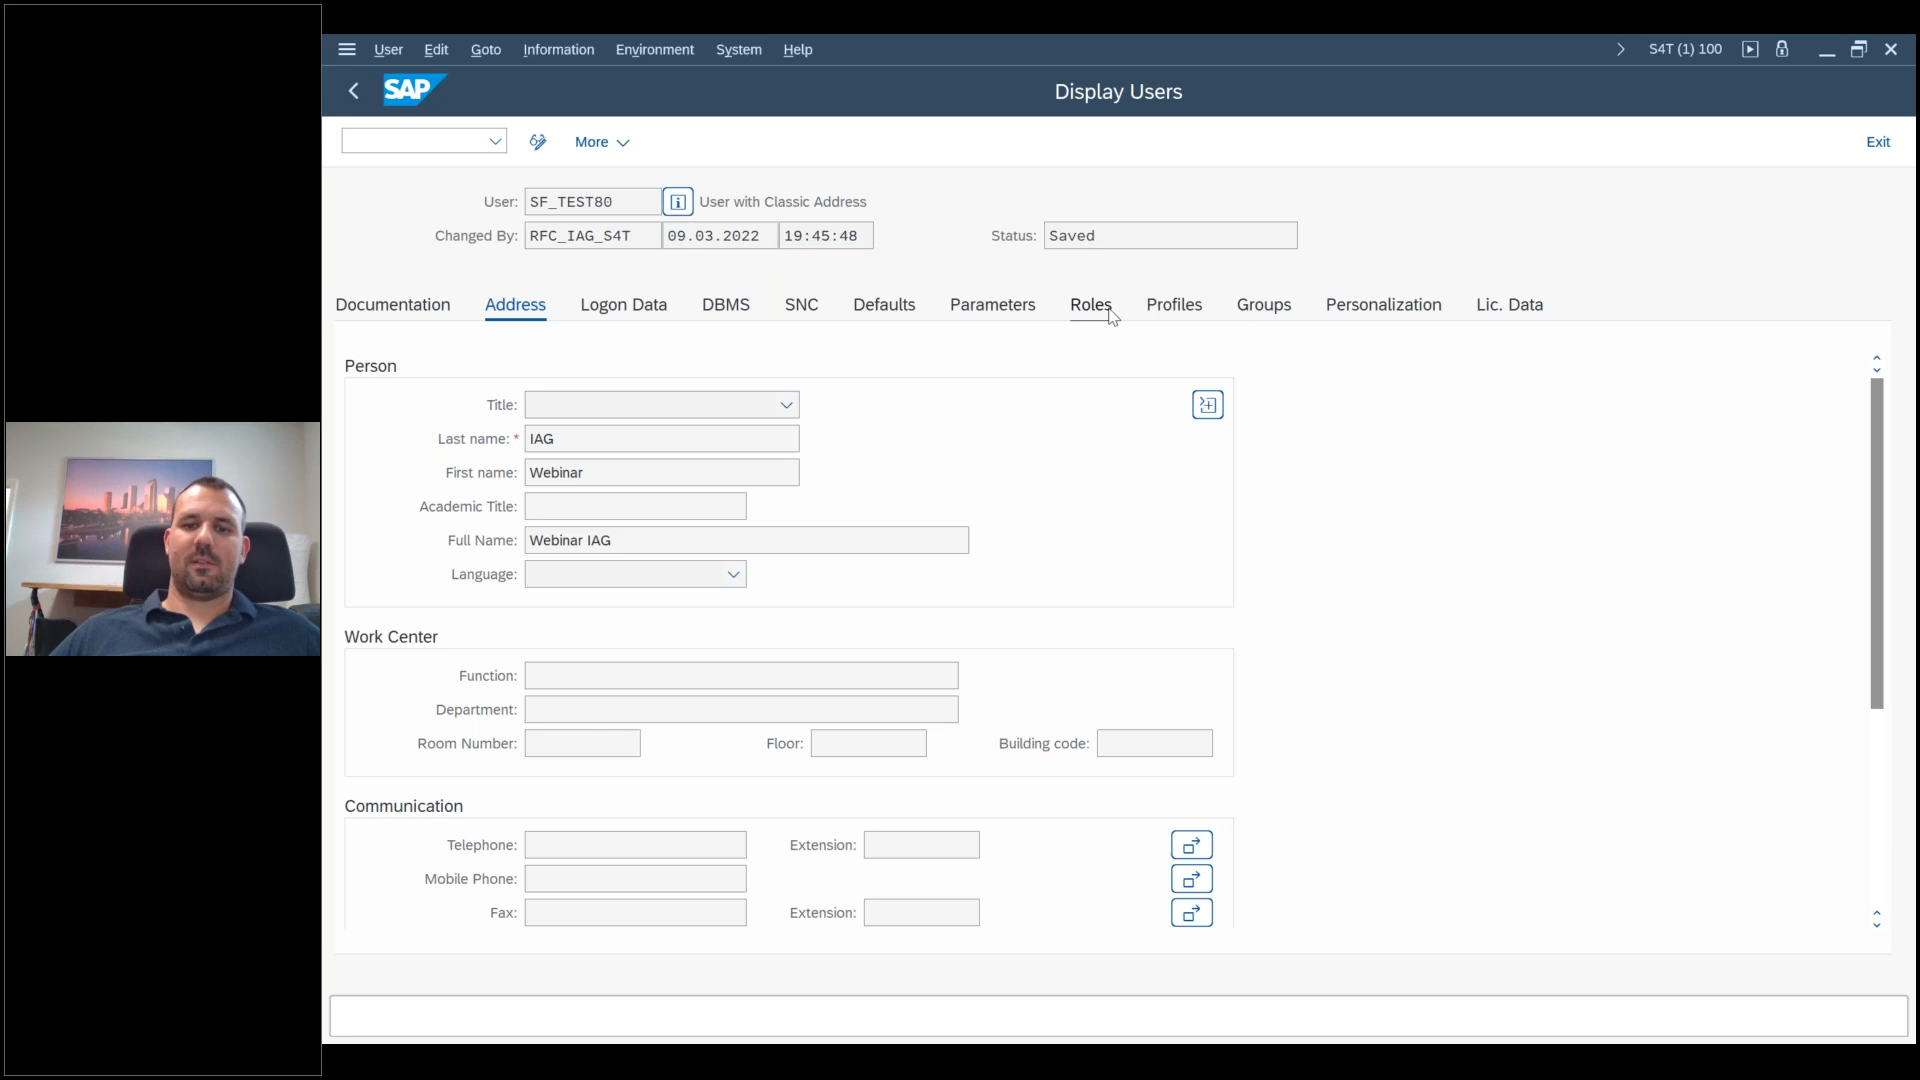 User Edit Goto Information Environment System Help S4T (1) 100
SAP Display Users
More Exit
User: SF_TEST80 User with Classic Address
Changed By: RFC_IAG_S4T 09.03.2022 19:45:48 Status: Saved
Documentation Address Logon Data DBMS SNC Defaults Parameters Roles Profiles Groups Personalization Lic. Data
Person
Title:
Last name: * IAG
First name: Webinar
Academic Title:
Full Name: Webinar IAG
Language:
Work Center
Function:
Department:
Room Number: Floor: Building code:
Communication
Telephone: Extension:
Mobile Phone:
Fax: Extension: